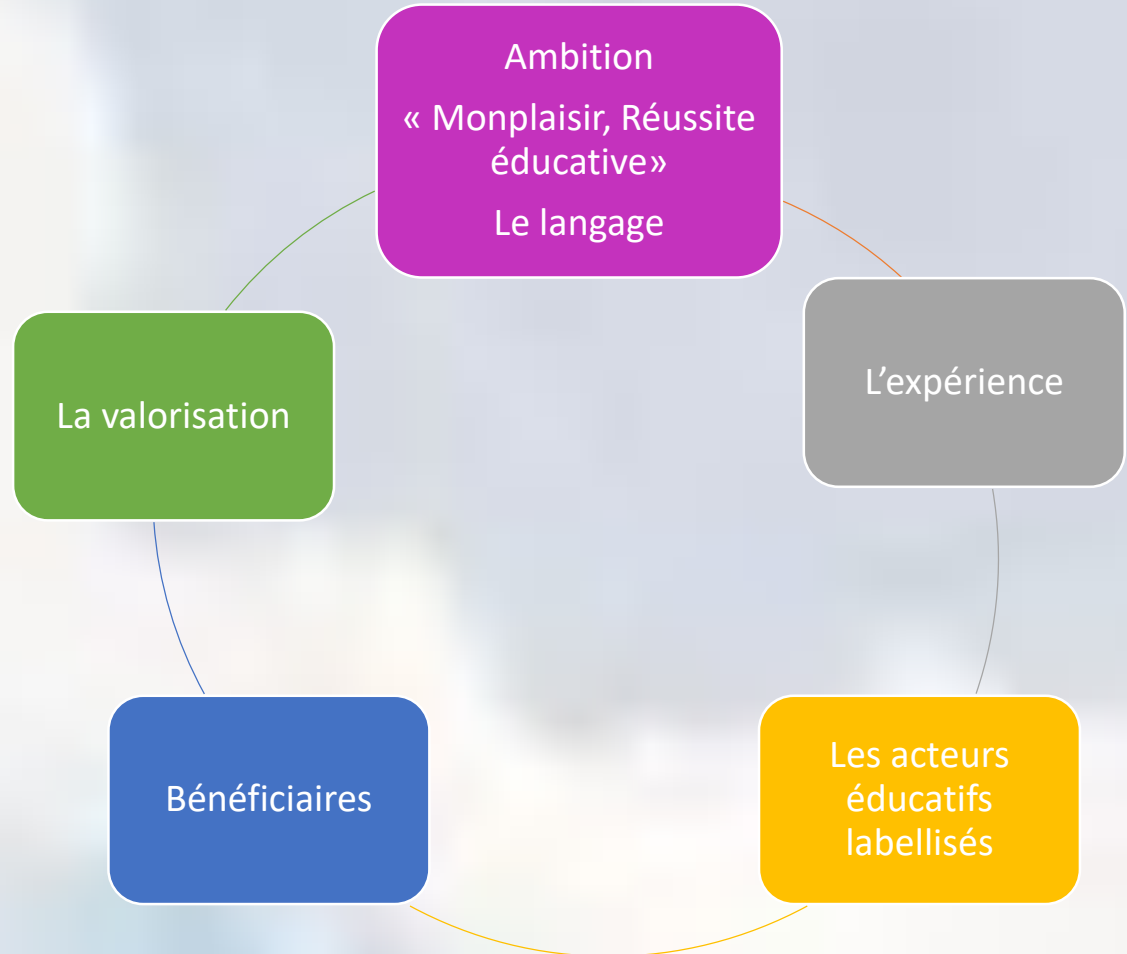 Ambition
« Monplaisir, Réussite
éducative»
Le langage
L’expérience
Les acteurs
éducatifs
labellisés
Bénéficiaires
La valorisation